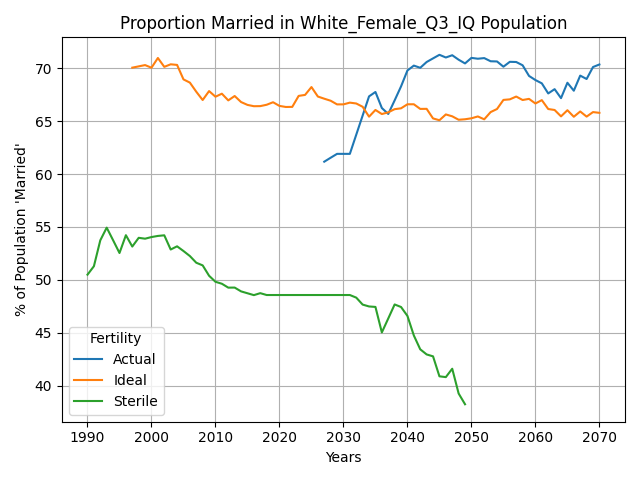 Proportion Married in White_Female_Q3_IQ Population
% of Population 'Married'
70
65
60
55
50
45
40
Fertility
Actual
Ideal
Sterile
1990 2000 2010 2020 2030 2040 2050 2060 2070
Years